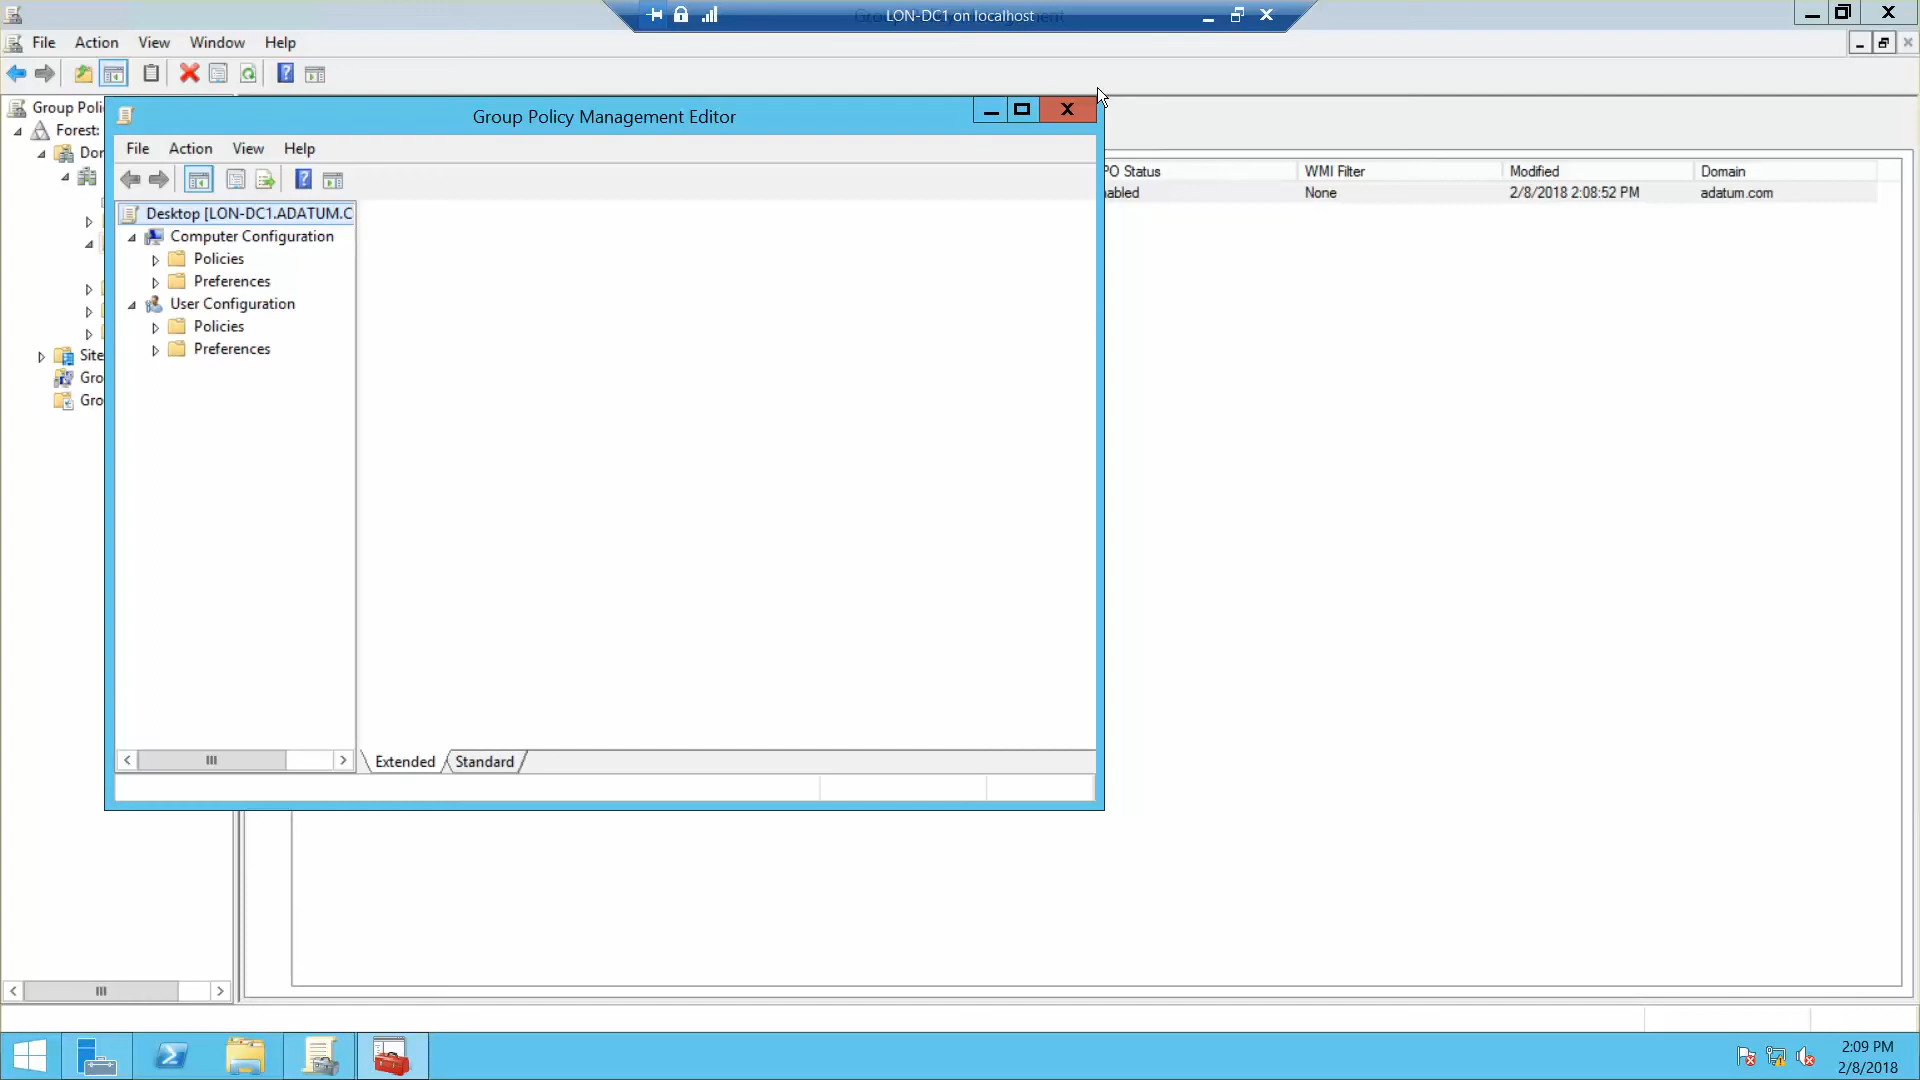 LON-DC1 on localhost
File Action View Window Help
Group Poli
Forest:
Dor
Site
Gro
Gro
PO Status WMI Filter Modified Domain
abled None 2/8/2018 2:08:52 PM adatum.com
Group Policy Management Editor
X
File Action View Help
Desktop [LON-DC1.ADATUM.C
Computer Configuration
Policies
Preferences
User Configuration
Policies
Preferences
Extended Standard
2:09 PM
2/8/2018